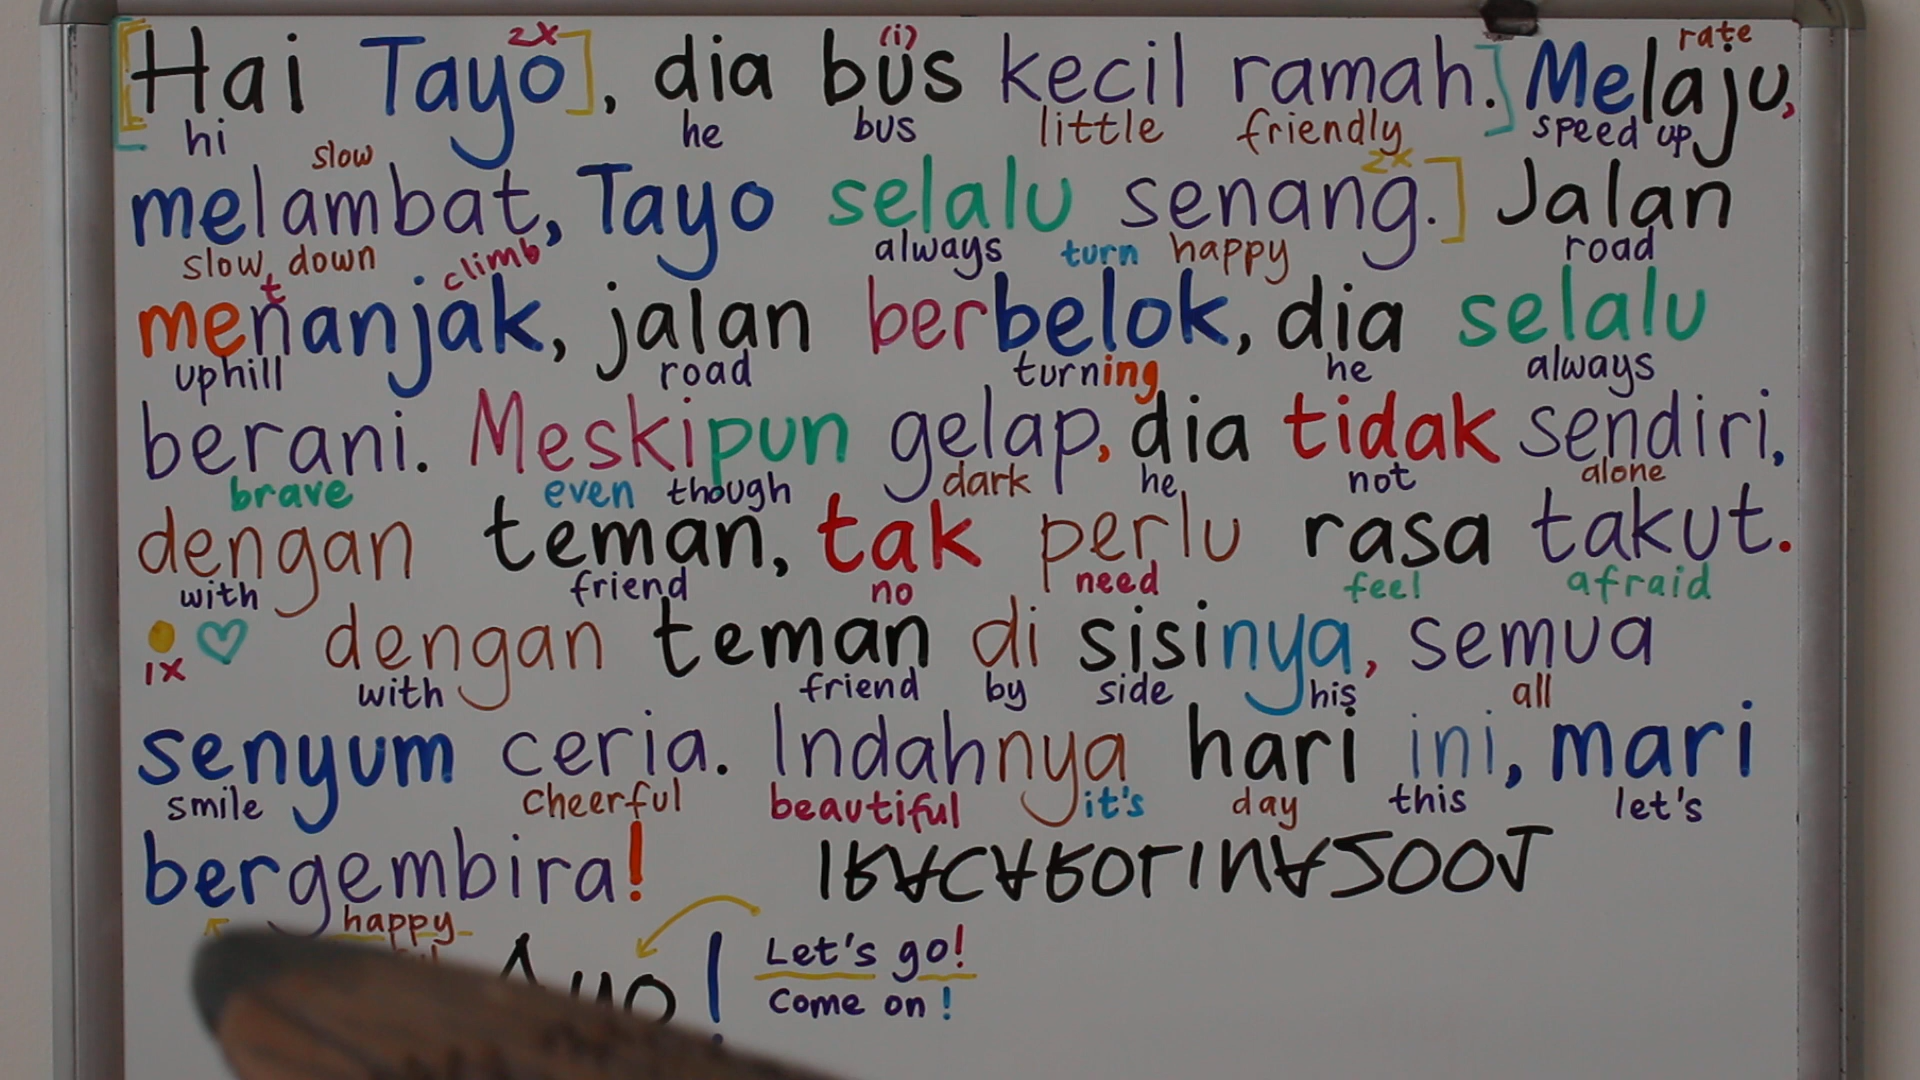 [Hai Tayo]2x, dia bus (i) kecil ramah.] Melaju, rate
hi he bus little friendly speed up
slow 2x
melambat, Tayo selalu senang.] Jalan
slow down climb always turn happy road
t
menanjak, jalan berbelok, dia selalu
uphill road turning he always
berani. Meskipun gelap, dia tidak sendiri,
brave even though dark he not alone
dengan teman, tak perlu rasa takut.
with friend no need feel afraid
1x dengan teman di sisinya, semua
with friend by side his all
senyum ceria. Indahnya hari ini, mari
smile cheerful beautiful it's day this let's
bergembira!
happy
Ayo! Let's go!
Come on!